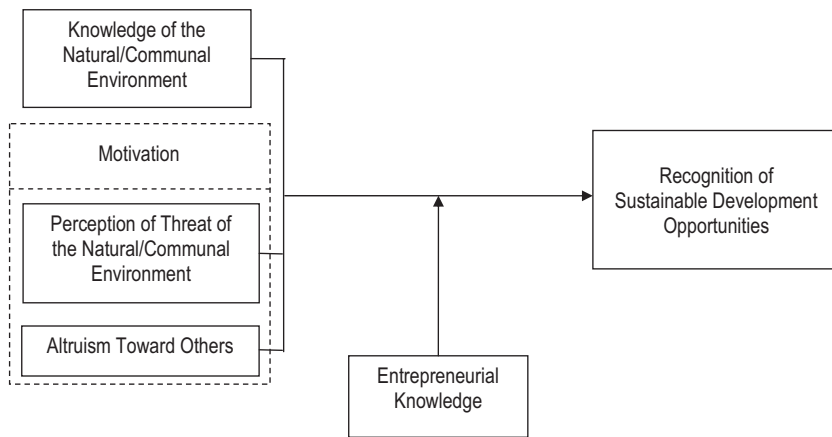 Knowledge of the
Natural/Communal
Environment
Motivation
Perception of Threat of
the Natural/Communal
Environment
Altruism Toward Others
Entrepreneurial
Knowledge
Recognition of
Sustainable Development
Opportunities